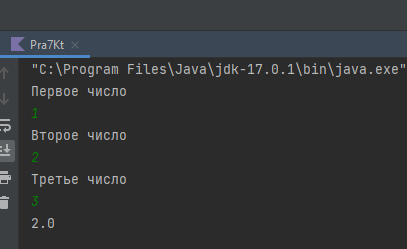 Pra7Kt
"C:\Program Files\Java\jdk-17.0.1\bin\java.exe"
Первое число
1
Второе число
2
Третье число
3
2.0